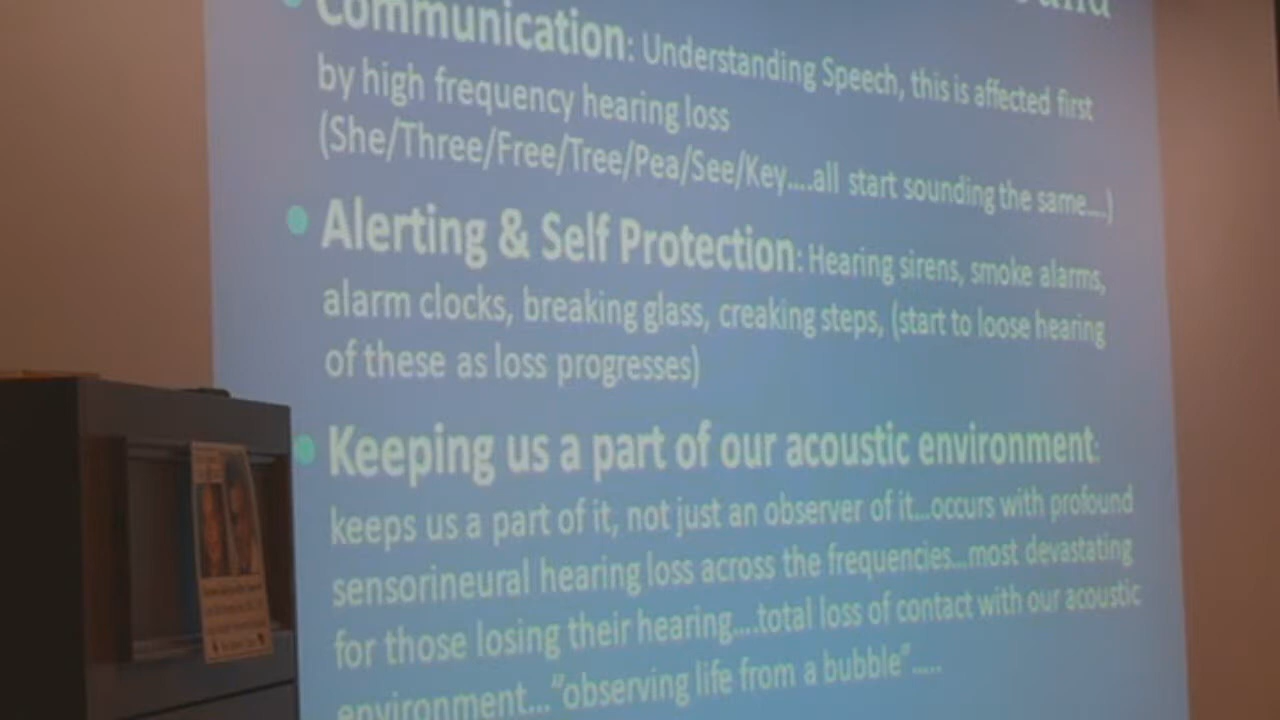 Communication: Understanding Speech, this is affected first
by high frequency hearing loss
(She/Three/Free/Tree/Pea/See/Key....all start sounding the same....)
Alerting & Self Protection: Hearing sirens, smoke alarms,
alarm clocks, breaking glass, creaking steps, (start to loose hearing
of these as loss progresses)
Keeping us a part of our acoustic environment:
keeps us a part of it, not just an observer of it...occurs with profound
sensorineural hearing loss across the frequencies...most devastating
for those losing their hearing....total loss of contact with our acoustic
environment..."observing life from a bubble".....